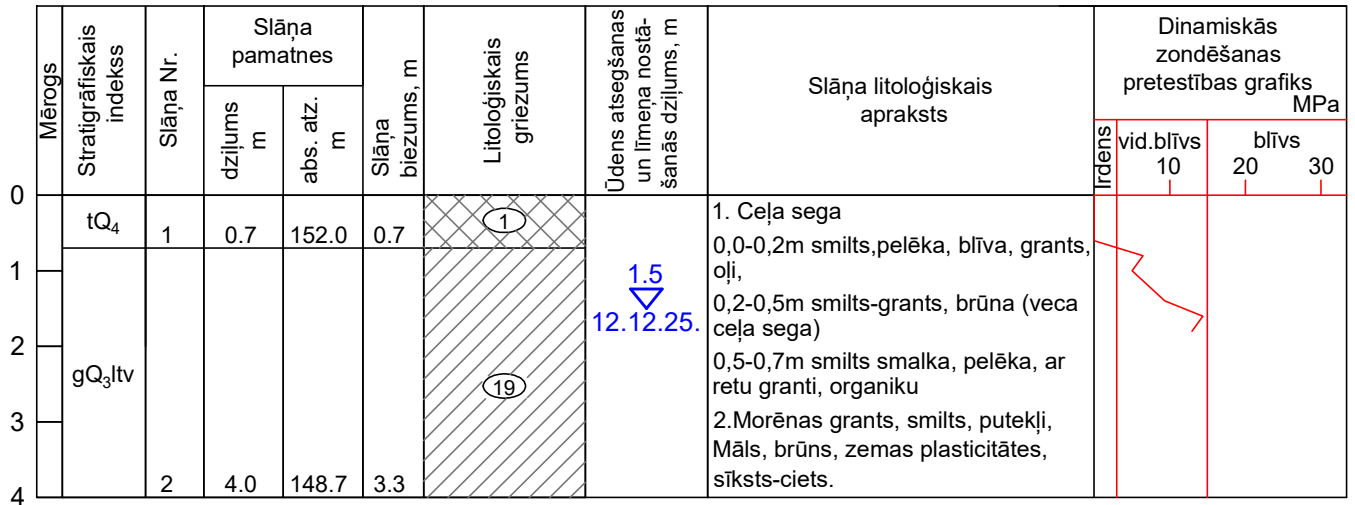 Mērogs
Stratigrāfiskais
indekss
Slāņa Nr.
Slāņa
pamatnes
dziļums
m
abs. atz.
m
Slāņa
biezums, m
Litoloģiskais
griezums
Ūdens atsegšanas
un līmeņa nostā-
šanās dziļums, m
Slāņa litoloģiskais
apraksts
Dinamiskās
zondēšanas
pretestības grafiks
MPa
Irdens
vid.blīvs
blīvs
10
20
30
0
1
2
3
4
tQ₄
1
0.7
152.0
0.7
1
gQ₃ltv
2
4.0
148.7
3.3
19
1.5
12.12.25.
1. Ceļa sega
0,0-0,2m smilts,pelēka, blīva, grants,
oļi,
0,2-0,5m smilts-grants, brūna (veca
ceļa sega)
0,5-0,7m smilts smalka, pelēka, ar
retu granti, organiku
2.Morēnas grants, smilts, putekļi,
Māls, brūns, zemas plasticitātes,
sīksts-ciets.